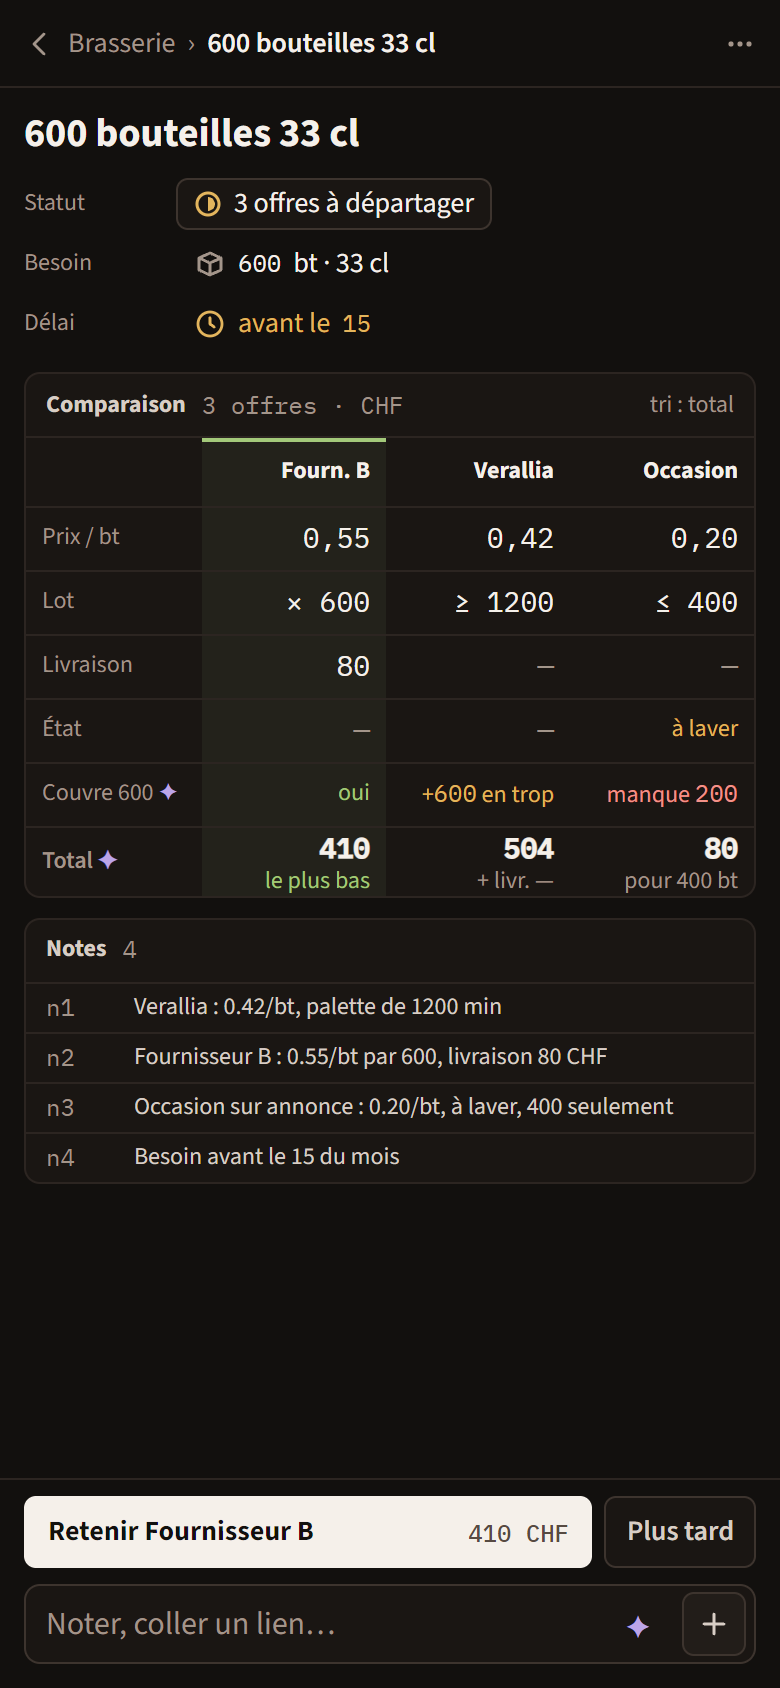 Brasserie › 600 bouteilles 33 cl
600 bouteilles 33 cl
Statut 3 offres à départager
Besoin 600 bt · 33 cl
Délai avant le 15
Comparaison 3 offres · CHF tri : total
Fourn. B Verallia Occasion
Prix / bt 0,55 0,42 0,20
Lot × 600 ≥ 1200 ≤ 400
Livraison 80 — —
État — — à laver
Couvre 600 oui +600 en trop manque 200
Total 410 504 80
le plus bas + livr. — pour 400 bt
Notes 4
n1 Verallia : 0.42/bt, palette de 1200 min
n2 Fournisseur B : 0.55/bt par 600, livraison 80 CHF
n3 Occasion sur annonce : 0.20/bt, à laver, 400 seulement
n4 Besoin avant le 15 du mois
Retenir Fournisseur B 410 CHF Plus tard
Noter, coller un lien…